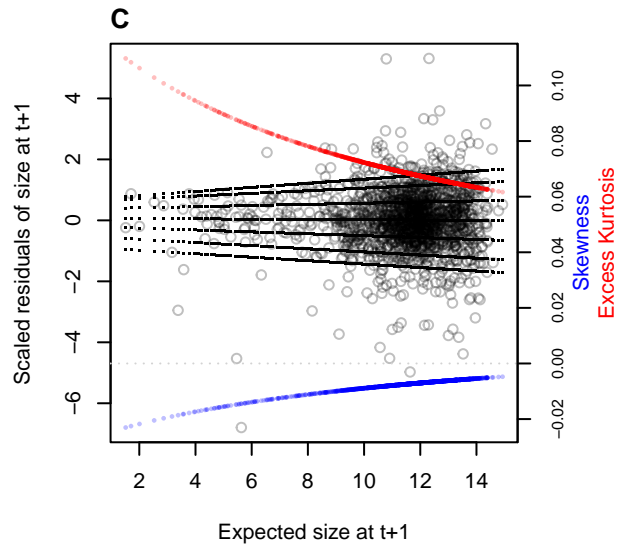 C
Scaled residuals of size at t+1
4
2
0
−2
−4
−6
0.10
0.08
0.06
0.04
0.02
0.00
−0.02
Skewness
Excess Kurtosis
2 4 6 8 10 12 14
Expected size at t+1